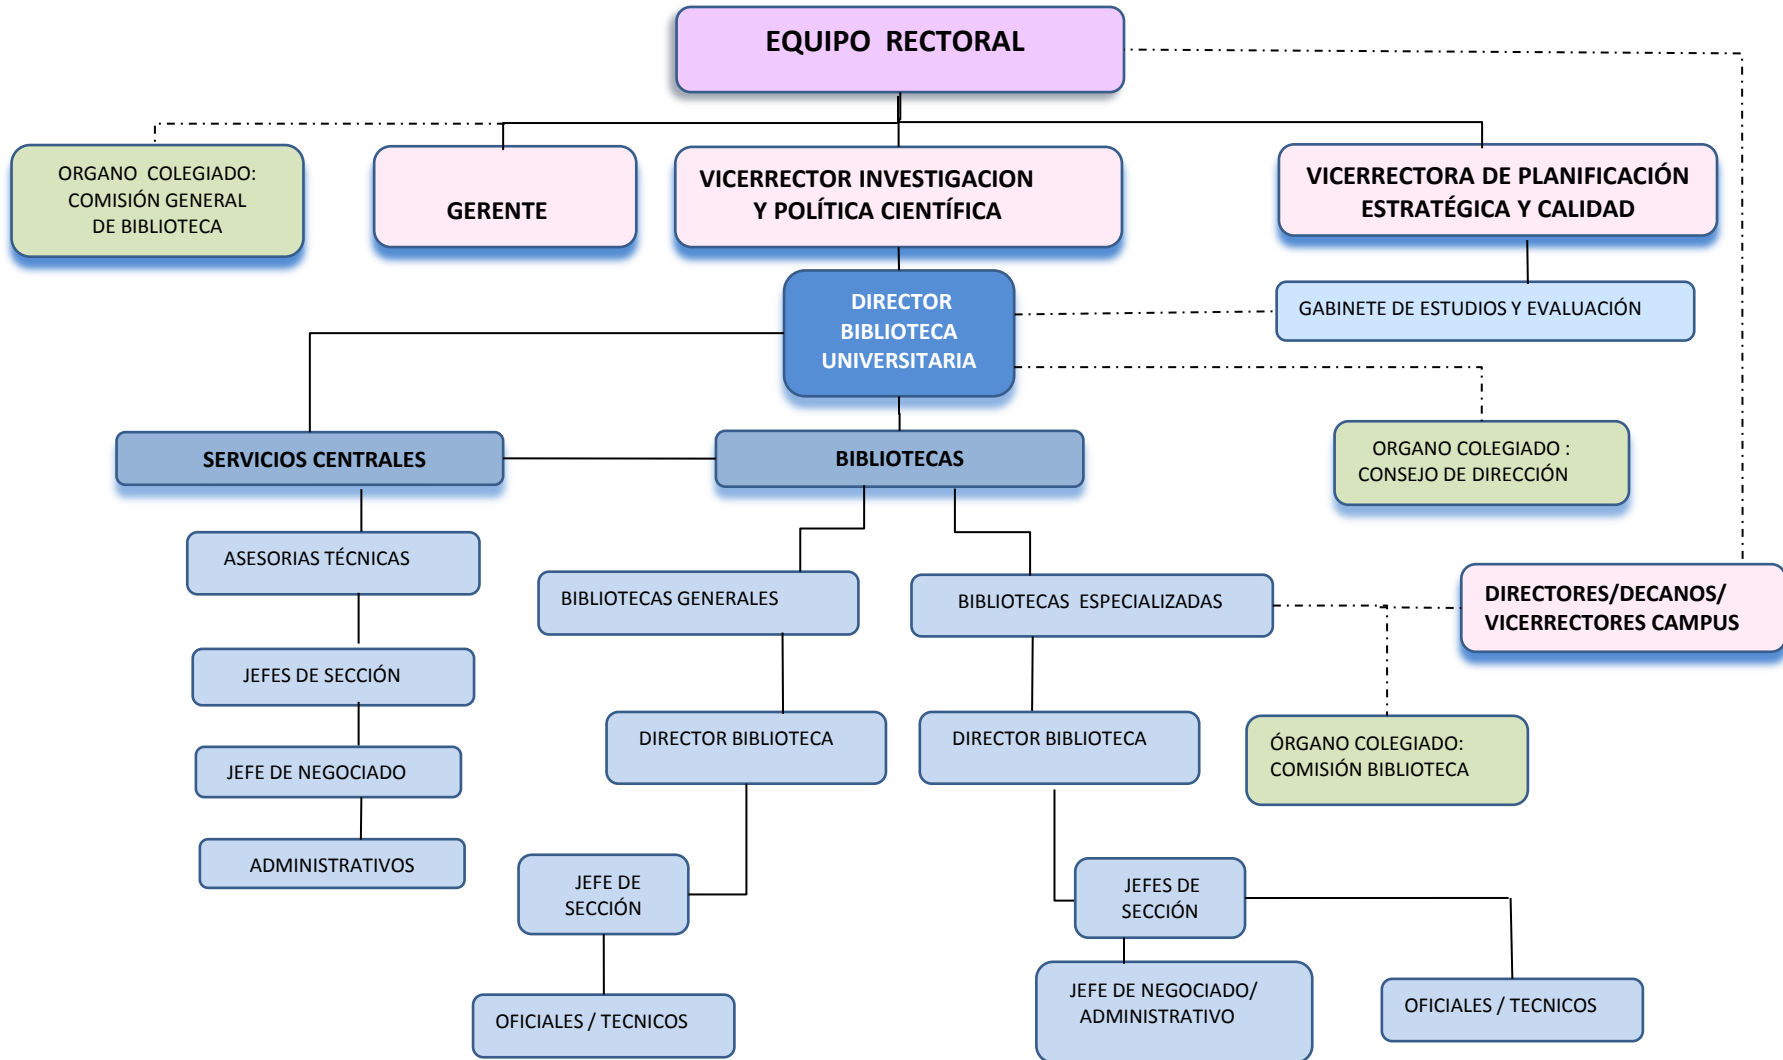 EQUIPO RECTORAL
ORGANO COLEGIADO:
COMISIÓN GENERAL
DE BIBLIOTECA
GERENTE
VICERRECTOR INVESTIGACION
Y POLÍTICA CIENTÍFICA
VICERRECTORA DE PLANIFICACIÓN
ESTRATÉGICA Y CALIDAD
DIRECTOR
BIBLIOTECA
UNIVERSITARIA
GABINETE DE ESTUDIOS Y EVALUACIÓN
SERVICIOS CENTRALES
BIBLIOTECAS
ORGANO COLEGIADO :
CONSEJO DE DIRECCIÓN
ASESORIAS TÉCNICAS
BIBLIOTECAS GENERALES
BIBLIOTECAS ESPECIALIZADAS
DIRECTORES/DECANOS/
VICERRECTORES CAMPUS
JEFES DE SECCIÓN
DIRECTOR BIBLIOTECA
DIRECTOR BIBLIOTECA
ÓRGANO COLEGIADO:
COMISIÓN BIBLIOTECA
JEFE DE NEGOCIADO
ADMINISTRATIVOS
JEFE DE
SECCIÓN
JEFES DE
SECCIÓN
OFICIALES / TECNICOS
JEFE DE NEGOCIADO/
ADMINISTRATIVO
OFICIALES / TECNICOS